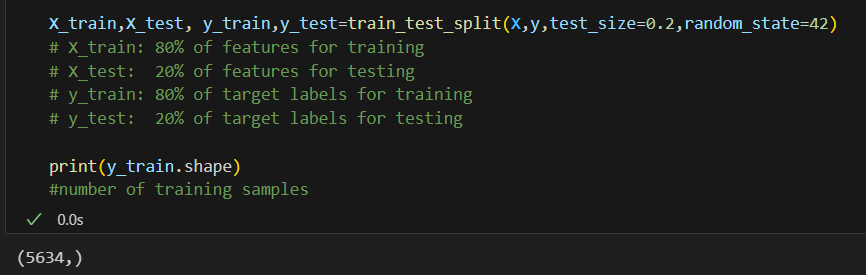 X_train,X_test, y_train,y_test=train_test_split(X,y,test_size=0.2,random_state=42)
# X_train: 80% of features for training
# X_test:  20% of features for testing
# y_train: 80% of target labels for training
# y_test:  20% of target labels for testing
print(y_train.shape)
#number of training samples
0.0s
(5634,)